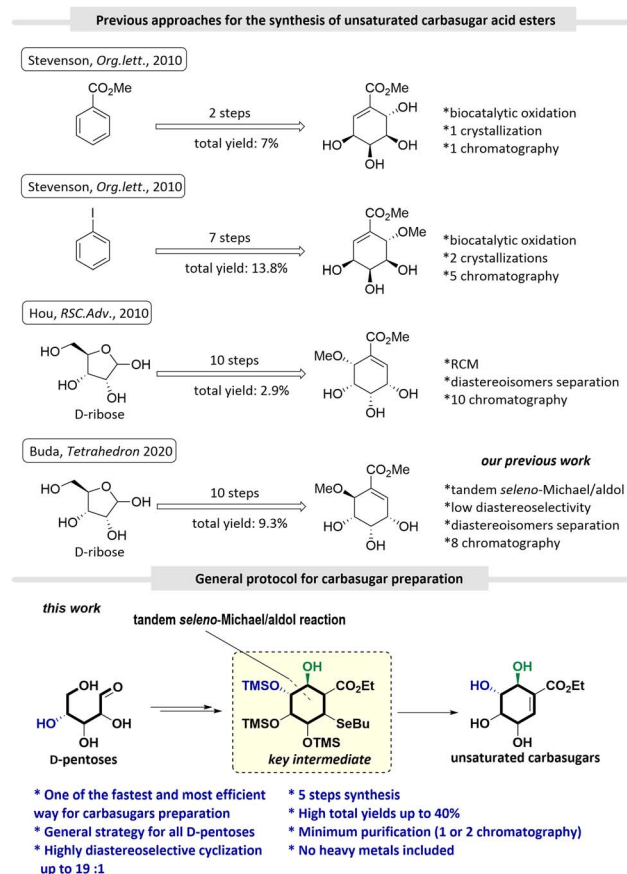 Previous approaches for the synthesis of unsaturated carbasugar acid esters
Stevenson, Org.lett., 2010
CO₂Me
2 steps
total yield: 7%
CO₂Me
OH
HO
OH
OH
*biocatalytic oxidation
*1 crystallization
*1 chromatography
Stevenson, Org.lett., 2010
I
7 steps
total yield: 13.8%
CO₂Me
OMe
HO
OH
OH
*biocatalytic oxidation
*2 crystallizations
*5 chromatography
Hou, RSC.Adv., 2010
HO
O
OH
HO
OH
D-ribose
10 steps
total yield: 2.9%
CO₂Me
MeO
HO
OH
OH
*RCM
*diastereoisomers separation
*10 chromatography
Buda, Tetrahedron 2020
HO
O
OH
HO
OH
D-ribose
10 steps
total yield: 9.3%
CO₂Me
MeO
HO
OH
OH
our previous work
*tandem seleno-Michael/aldol
*low diastereoselectivity
*diastereoisomers separation
*8 chromatography
General protocol for carbasugar preparation
this work
tandem seleno-Michael/aldol reaction
OH
O
HO
OH
OH
D-pentoses
OH
TMSO
CO₂Et
TMSO
SeBu
OTMS
key intermediate
OH
HO
CO₂Et
HO
OH
unsaturated carbasugars
* One of the fastest and most efficient
way for carbasugars preparation
* General strategy for all D-pentoses
* Highly diastereoselective cyclization
up to 19 :1
* 5 steps synthesis
* High total yields up to 40%
* Minimum purification (1 or 2 chromatography)
* No heavy metals included